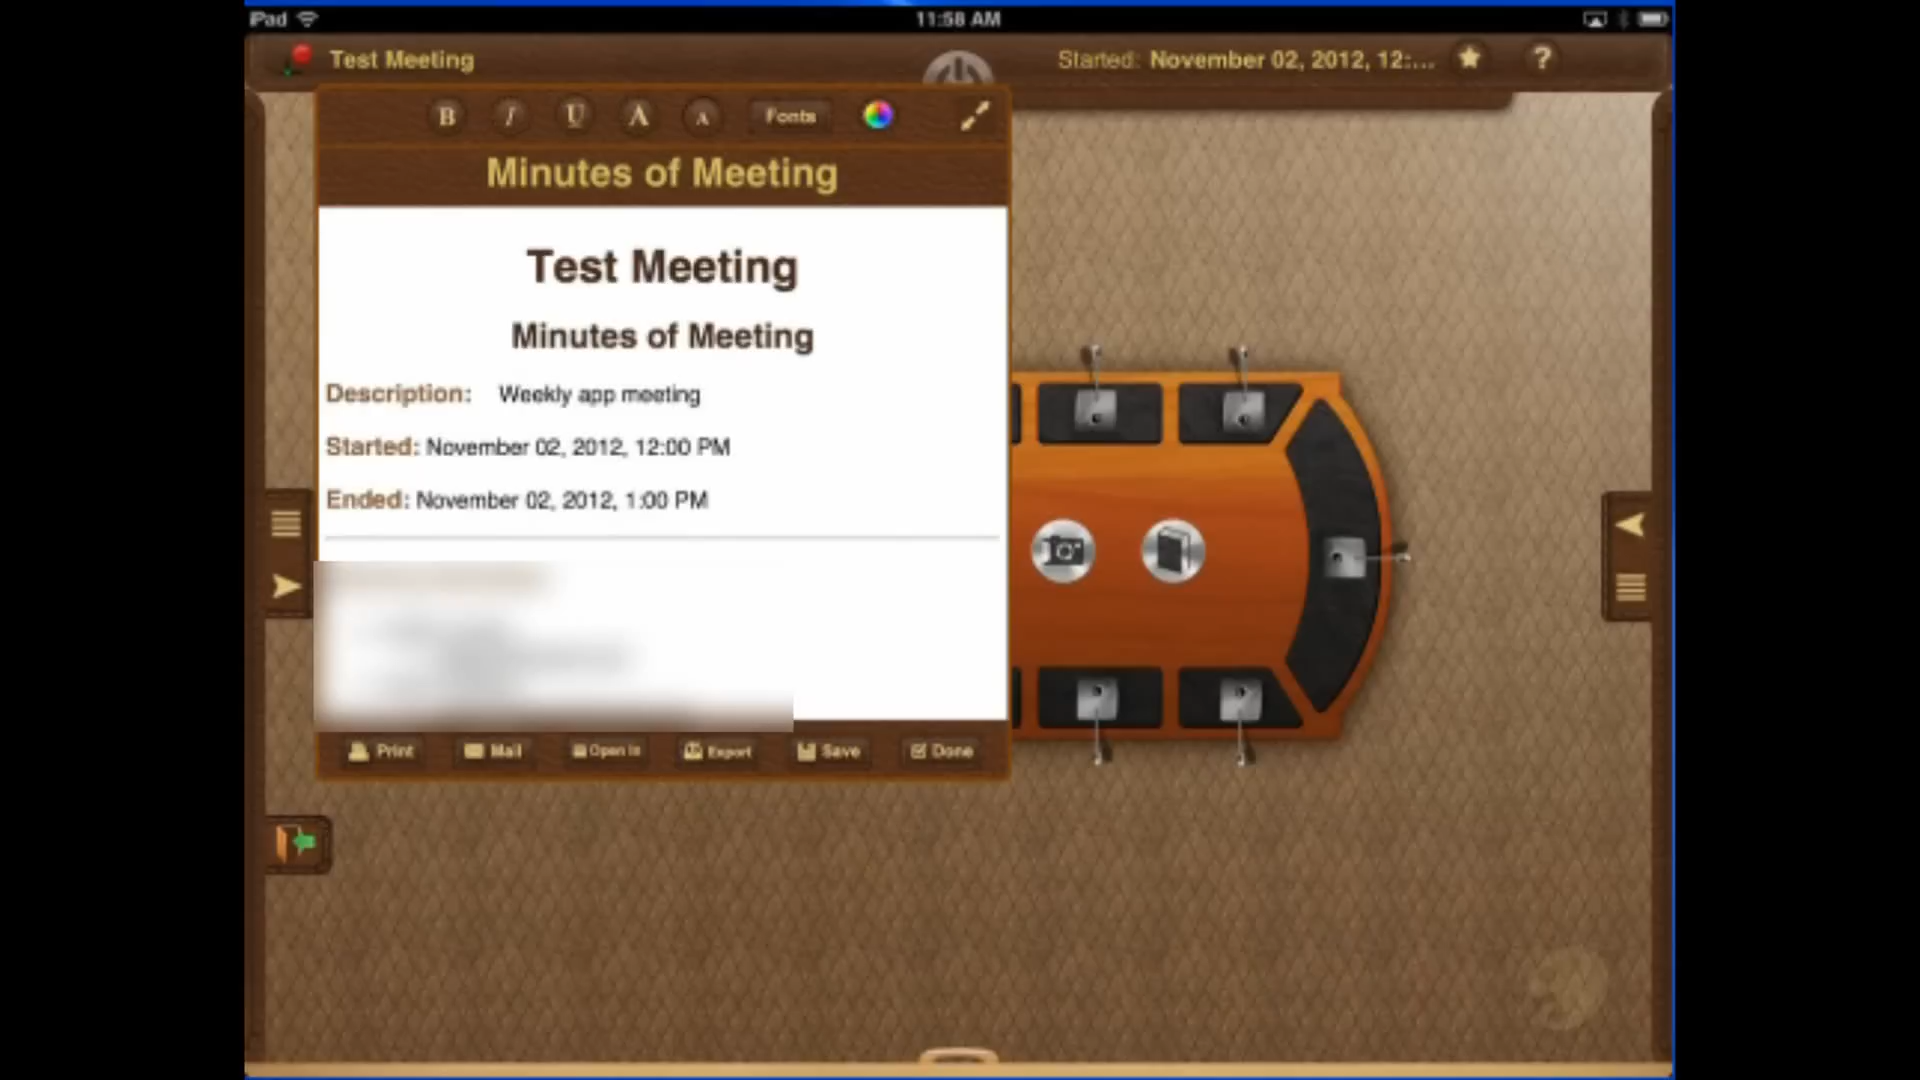 iPad 11:58 AM
Test Meeting Started: November 02, 2012, 12:...
?
B I U A A Fonts
Minutes of Meeting
Test Meeting
Minutes of Meeting
Description: Weekly app meeting
Started: November 02, 2012, 12:00 PM
Ended: November 02, 2012, 1:00 PM
Print Mail Open In Export Save Done